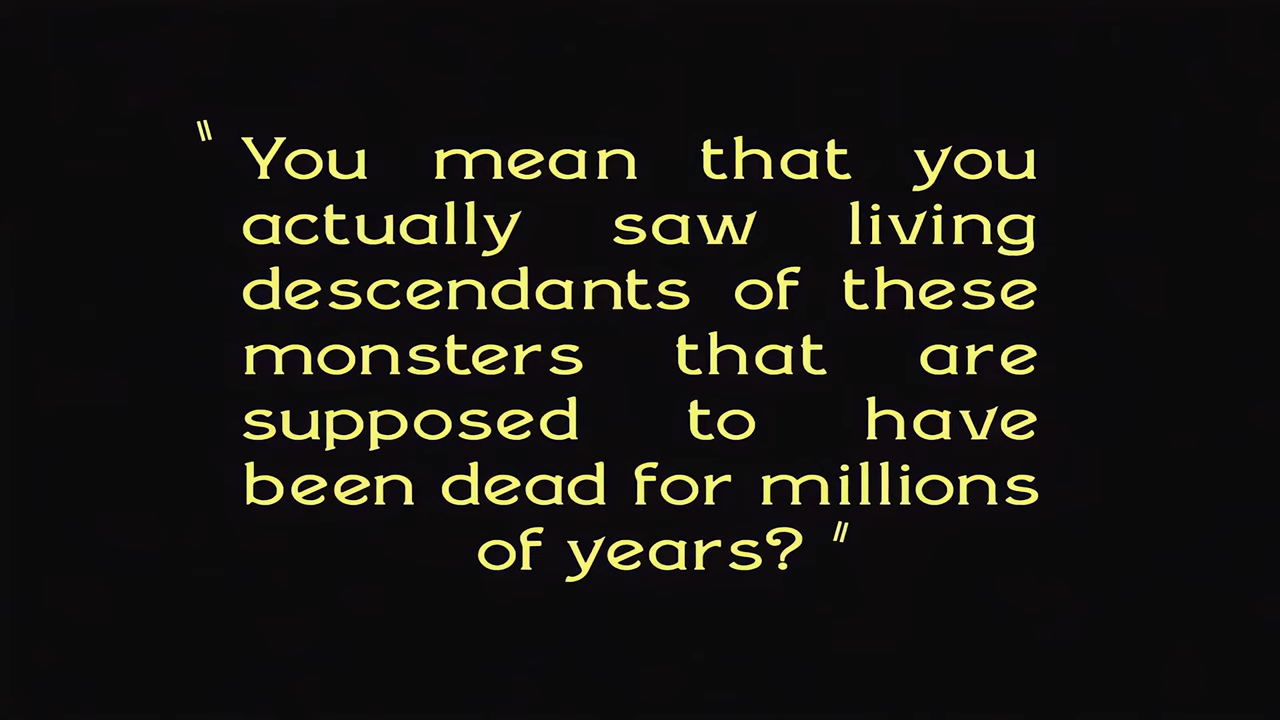 "You mean that you
actually saw living
descendants of these
monsters that are
supposed to have
been dead for millions
of years?"